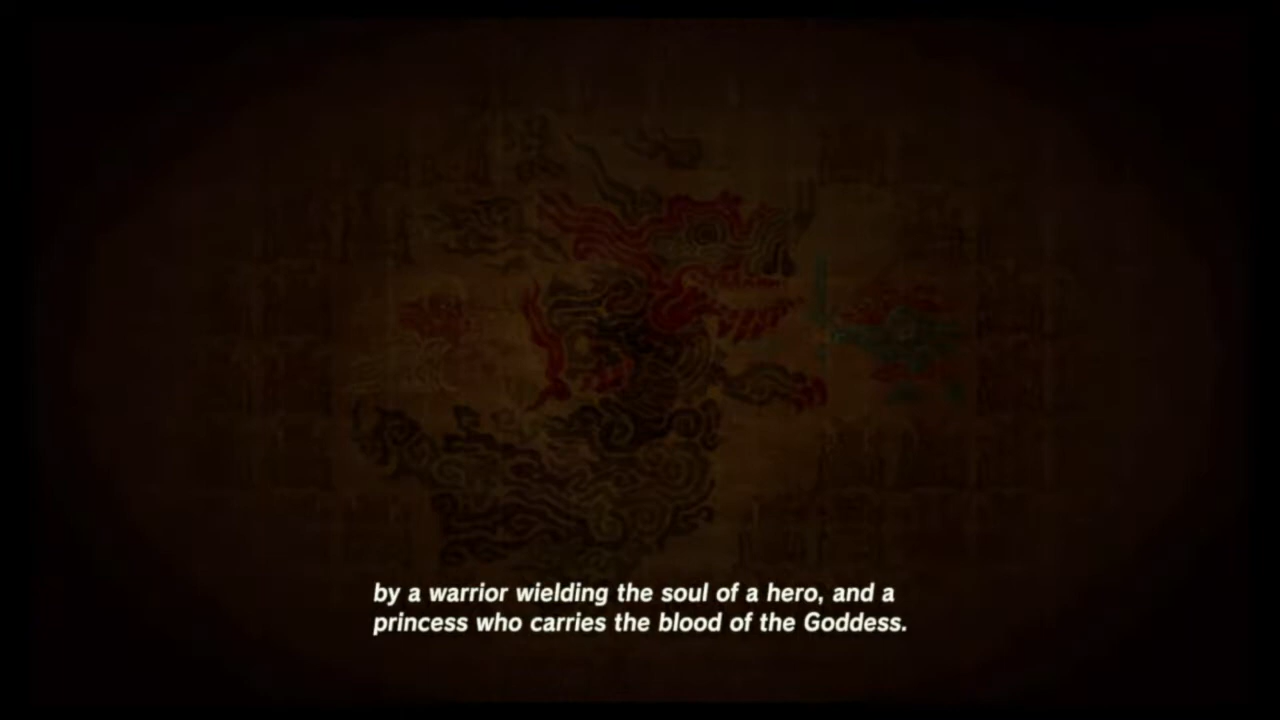 by a warrior wielding the soul of a hero, and a
princess who carries the blood of the Goddess.